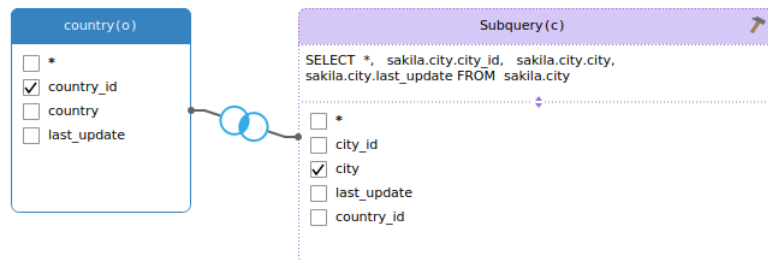 country(o)
*
country_id
country
last_update
Subquery(c)
SELECT *, sakila.city.city_id, sakila.city.city,
sakila.city.last_update FROM sakila.city
*
city_id
city
last_update
country_id